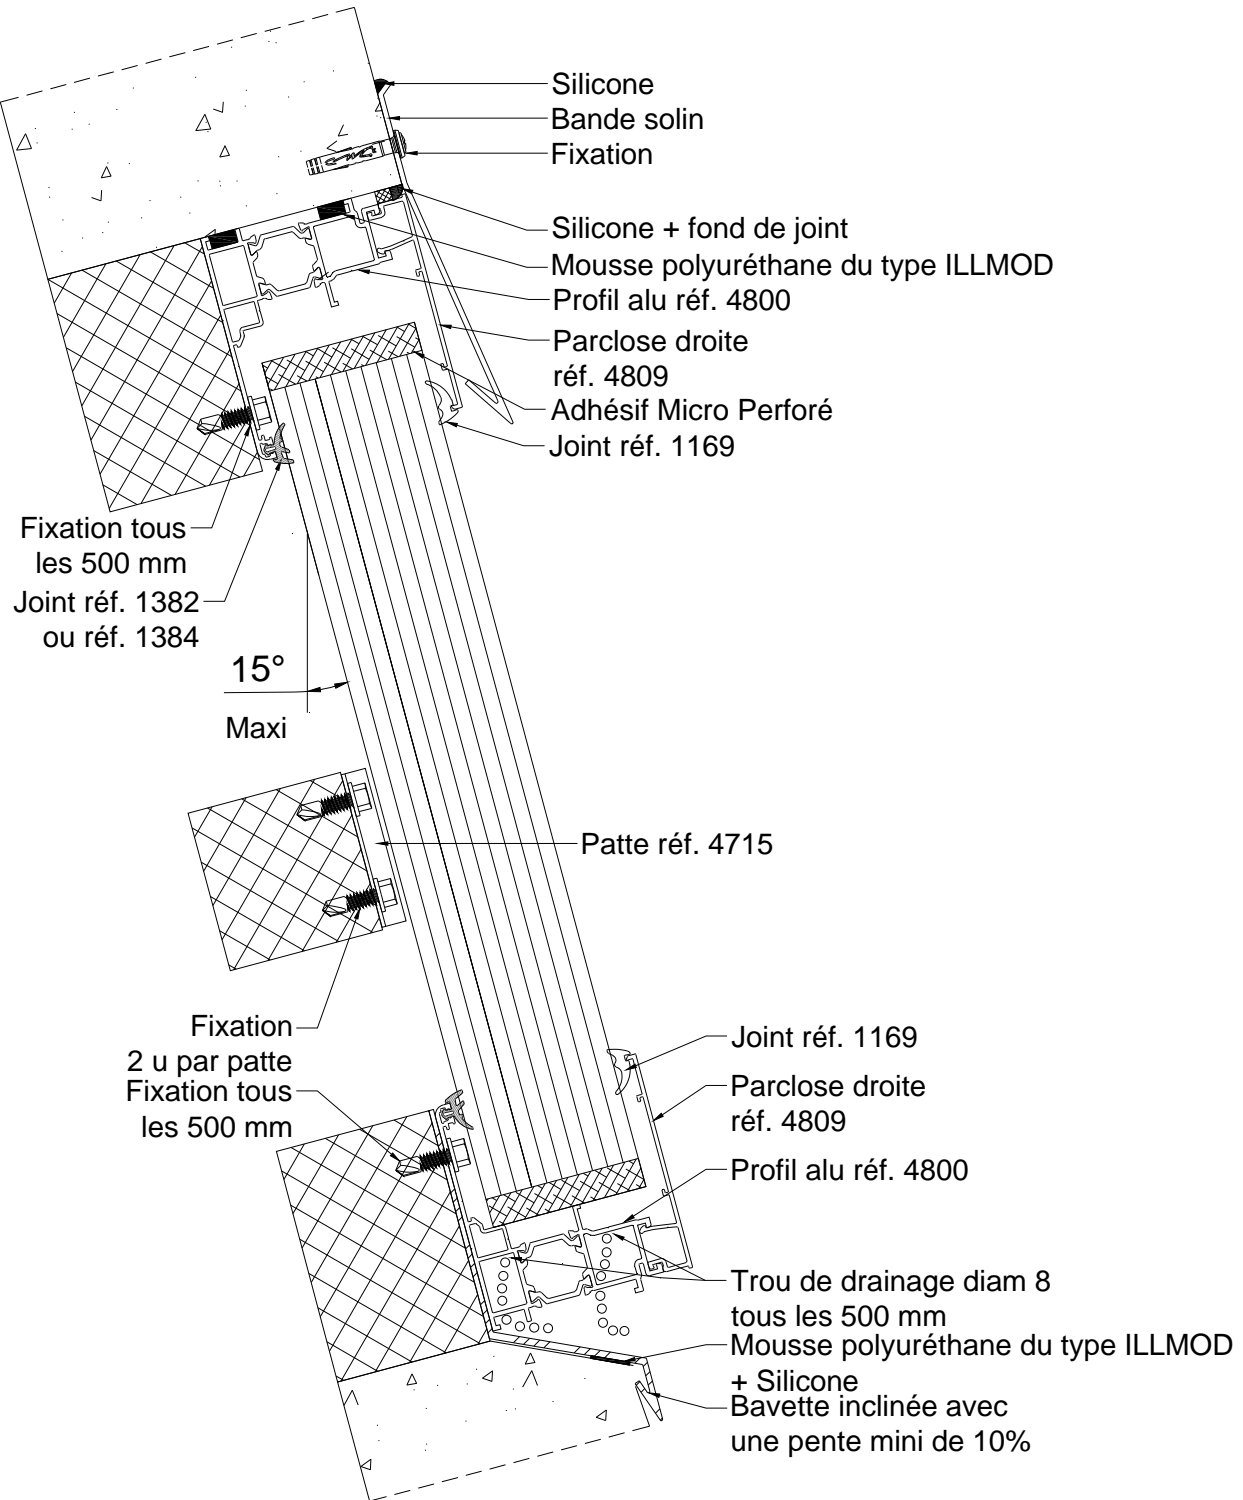 Silicone
Bande solin
Fixation
Silicone + fond de joint
Mousse polyuréthane du type ILLMOD
Profil alu réf. 4800
Parclose droite
réf. 4809
Adhésif Micro Perforé
Joint réf. 1169
Fixation tous
les 500 mm
Joint réf. 1382
ou réf. 1384
15°
Maxi
Patte réf. 4715
Fixation
2 u par patte
Fixation tous
les 500 mm
Joint réf. 1169
Parclose droite
réf. 4809
Profil alu réf. 4800
Trou de drainage diam 8
tous les 500 mm
Mousse polyuréthane du type ILLMOD
+ Silicone
Bavette inclinée avec
une pente mini de 10%